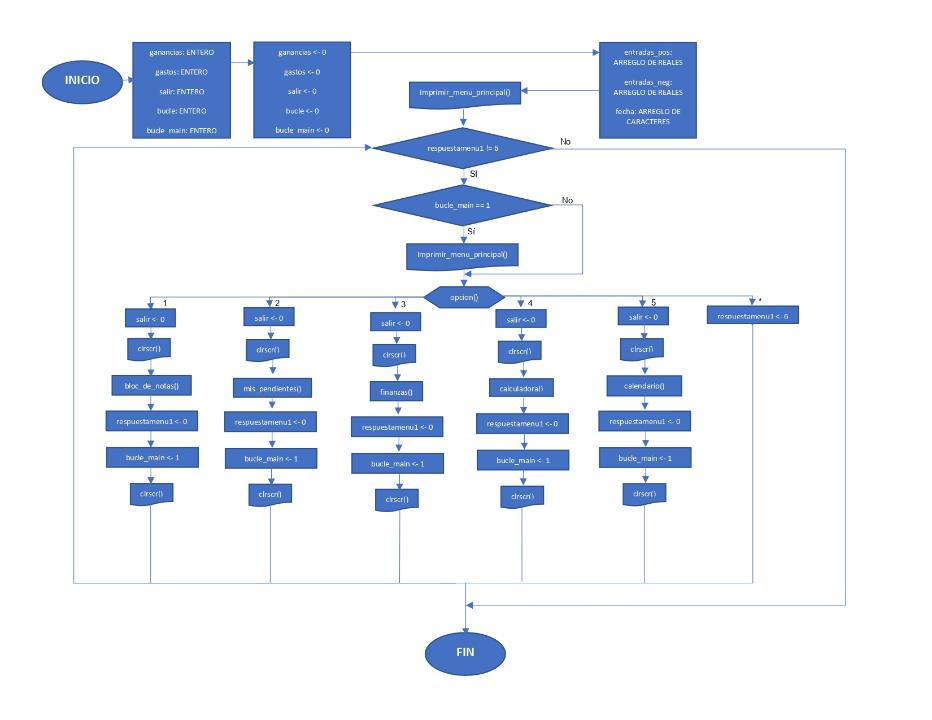 INICIO
ganancias: ENTERO
gastos: ENTERO
salir: ENTERO
bucle: ENTERO
bucle_main: ENTERO
ganancias <- 0
gastos <- 0
salir <- 0
bucle <- 0
bucle_main <- 0
entradas_pos:
ARREGLO DE REALES
entradas_neg:
ARREGLO DE REALES
fecha: ARREGLO DE
CARACTERES
Imprimir_menu_principal()
respuestamenu1 != 6
No
Sí
bucle_main == 1
No
Sí
Imprimir_menu_principal()
opcion()
1
salir <- 0
clrscr()
bloc_de_notas()
respuestamenu1 <- 0
bucle_main <- 1
clrscr()
2
salir <- 0
clrscr()
mis_pendientes()
respuestamenu1 <- 0
bucle_main <- 1
clrscr()
3
salir <- 0
clrscr()
finanzas()
respuestamenu1 <- 0
bucle_main <- 1
clrscr()
4
salir <- 0
clrscr()
calculadora()
respuestamenu1 <- 0
bucle_main <- 1
clrscr()
5
salir <- 0
clrscr()
calendario()
respuestamenu1 <- 0
bucle_main <- 1
clrscr()
*
respuestamenu1 <- 6
FIN